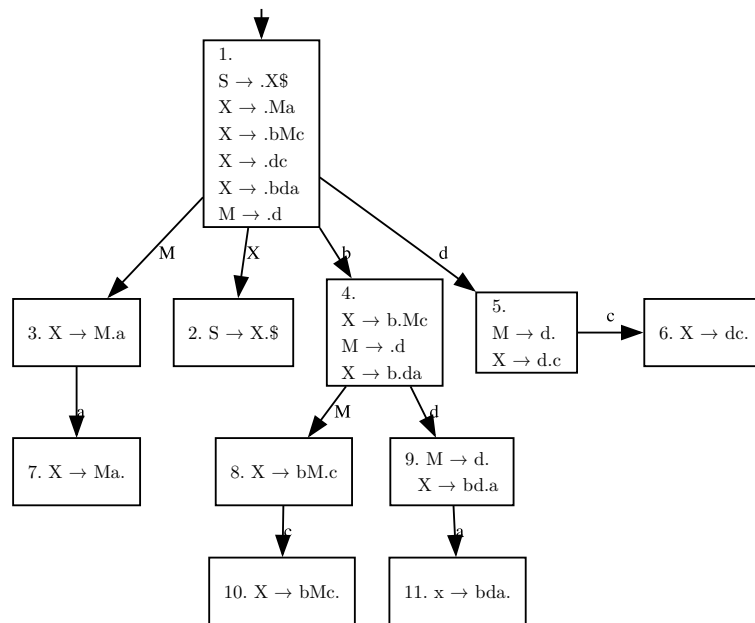 1.
S → .X$
X → .Ma
X → .bMc
X → .dc
X → .bda
M → .d
M
X
b
d
3. X → M.a
2. S → X.$
4.
X → b.Mc
M → .d
X → b.da
5.
M → d.
X → d.c
c
6. X → dc.
a
M
d
7. X → Ma.
8. X → bM.c
9. M → d.
X → bd.a
c
a
10. X → bMc.
11. x → bda.